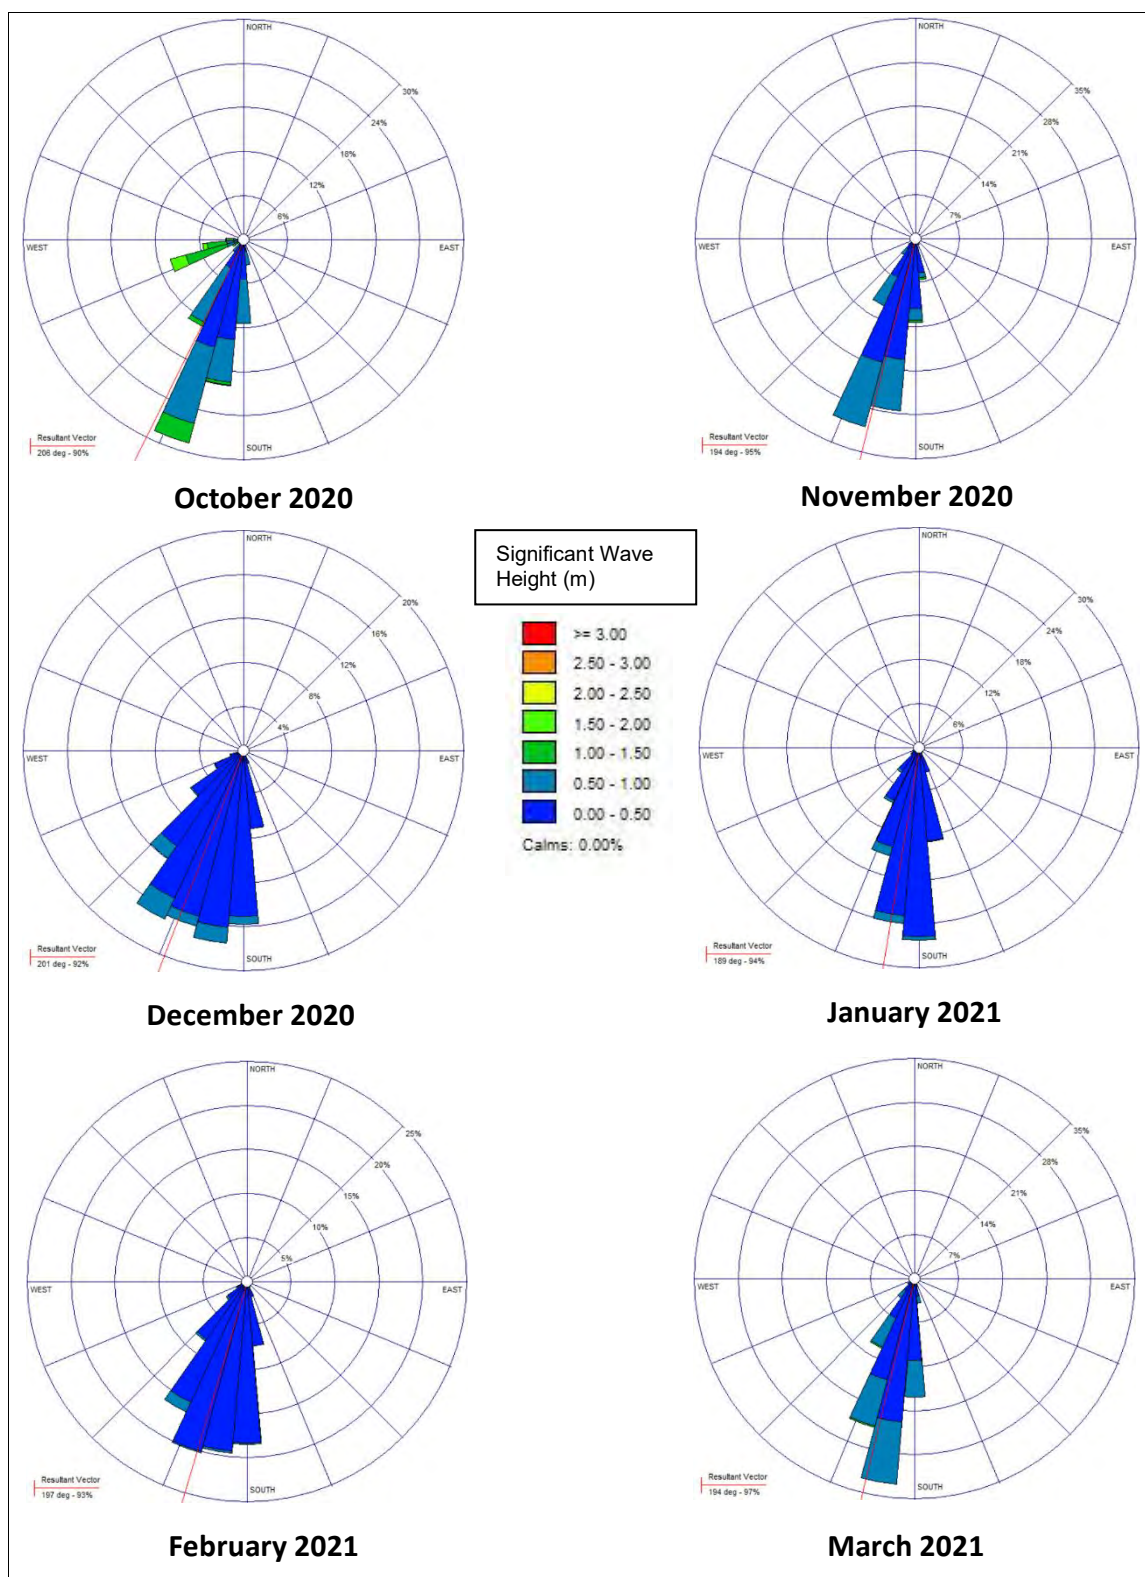 NORTH
30%
24%
18%
12%
6%
WEST
EAST
SOUTH
Resultant Vector
206 deg - 90%
October 2020
NORTH
35%
28%
21%
14%
7%
WEST
EAST
SOUTH
Resultant Vector
194 deg - 95%
November 2020
NORTH
20%
16%
12%
8%
4%
WEST
EAST
SOUTH
Resultant Vector
201 deg - 92%
December 2020
Significant Wave
Height (m)
>= 3.00
2.50 - 3.00
2.00 - 2.50
1.50 - 2.00
1.00 - 1.50
0.50 - 1.00
0.00 - 0.50
Calms: 0.00%
NORTH
30%
24%
18%
12%
6%
WEST
EAST
SOUTH
Resultant Vector
189 deg - 94%
January 2021
NORTH
25%
20%
15%
10%
5%
WEST
EAST
SOUTH
Resultant Vector
197 deg - 93%
February 2021
NORTH
35%
28%
21%
14%
7%
WEST
EAST
SOUTH
Resultant Vector
194 deg - 97%
March 2021